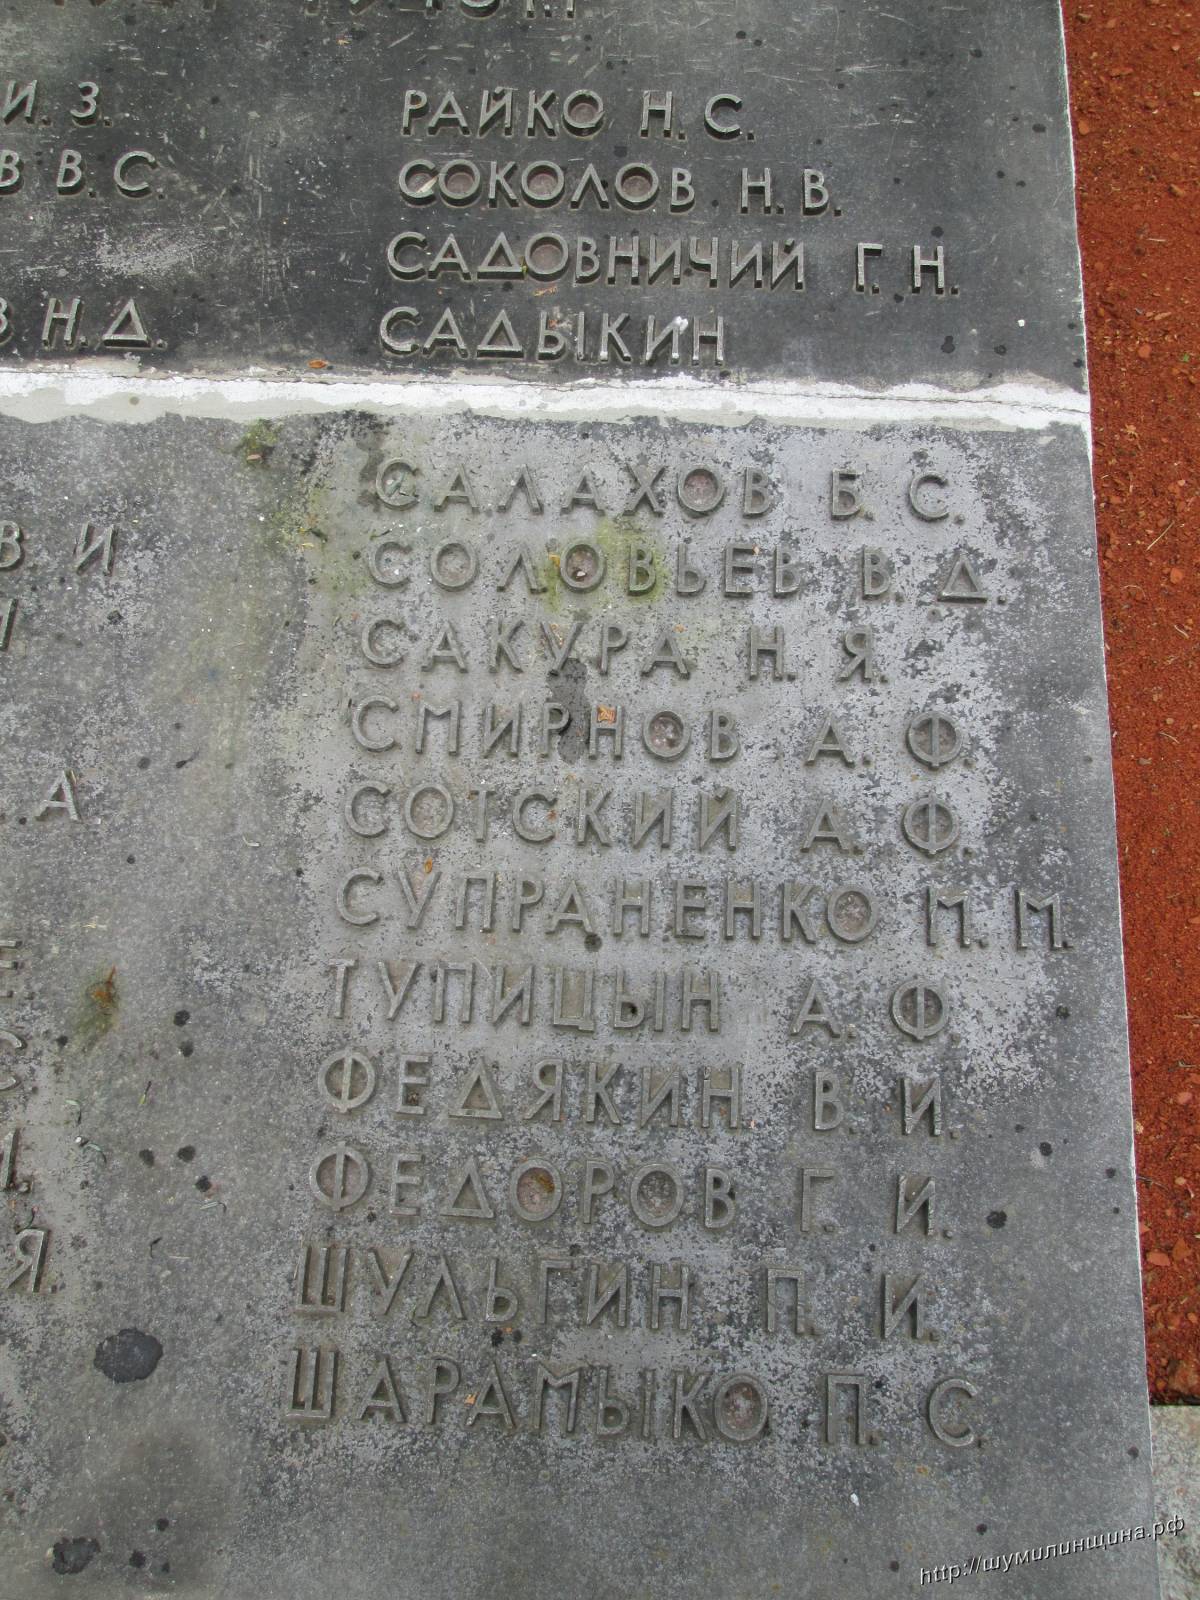 И. З.
В. С.
Н. Д.
В. И
А
Е
С.
Я.
РАЙКО Н. С.
СОКОЛОВ Н. В.
САДОВНИЧИЙ Г. Н.
САДЫКИН
САЛАХОВ Б. С.
СОЛОВЬЕВ В. Д.
САКУРА Н. Я.
СМИРНОВ А. Ф.
СОТСКИЙ А. Ф.
СУПРАНЕНКО М. М.
ТУПИЦЫН А. Ф.
ФЕДЯКИН В. И.
ФЕДОРОВ Г. И.
ШУЛЬГИН П. И.
ШАРАМЫКО П. С.
http://шумилинщина.рф